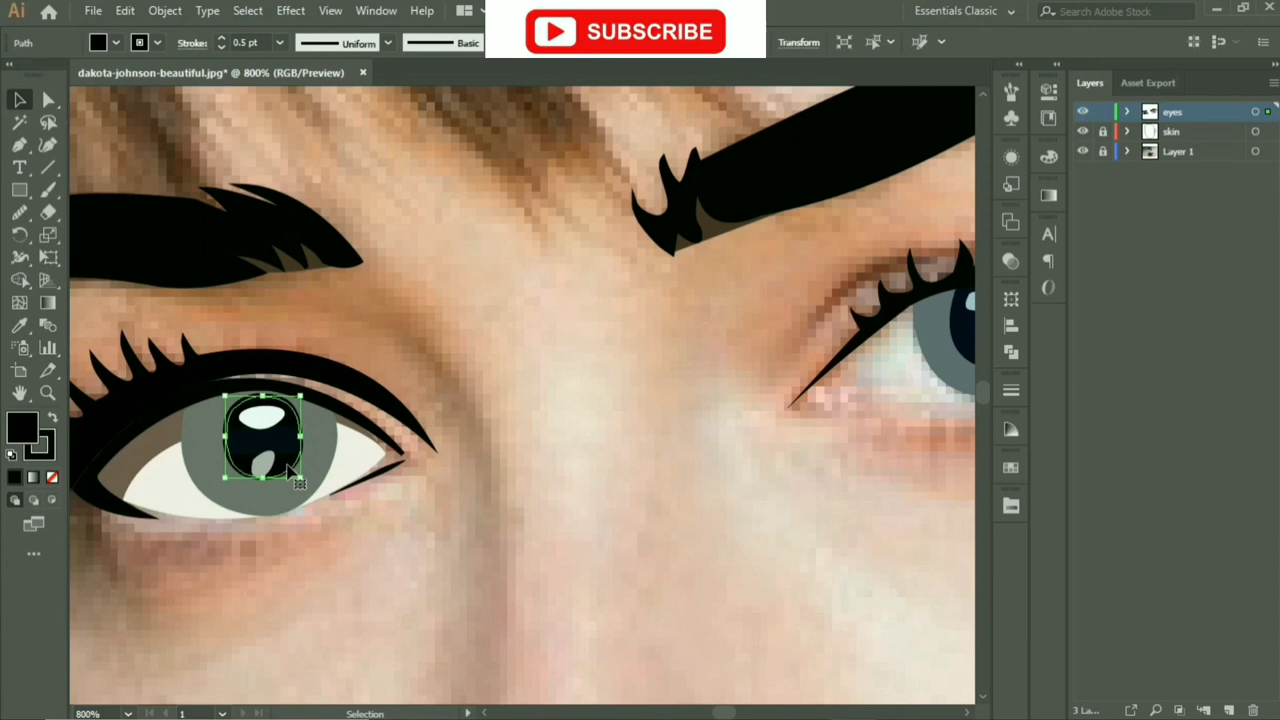 Ai File Edit Object Type Select Effect View Window Help Essentials Classic Search Adobe Stock
SUBSCRIBE
Path Stroke: 0.5 pt Uniform Basic Transform
dakota-johnson-beautiful.jpg* @ 800% (RGB/Preview) ×
Layers Asset Export
eyes
skin
Layer 1
800% 1 Selection 3 La...